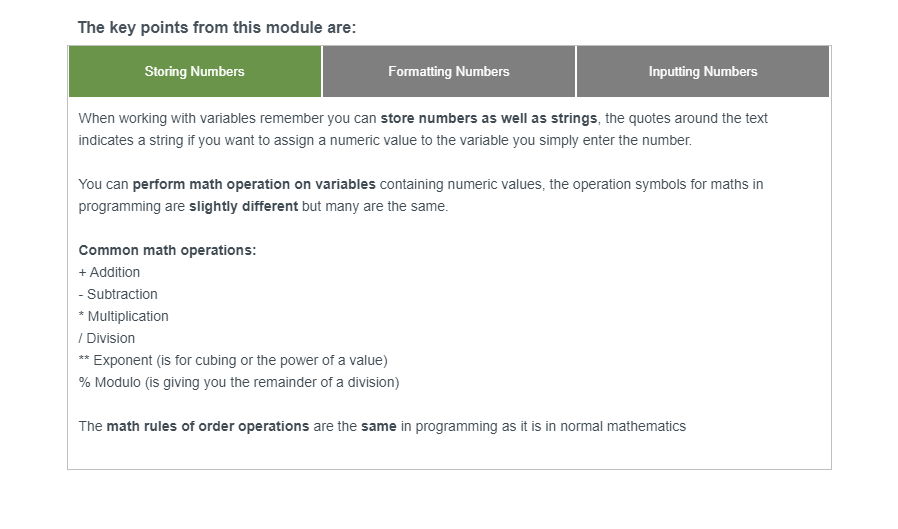 The key points from this module are:
Storing Numbers
Formatting Numbers
Inputting Numbers
When working with variables remember you can store numbers as well as strings, the quotes around the text
indicates a string if you want to assign a numeric value to the variable you simply enter the number.
You can perform math operation on variables containing numeric values, the operation symbols for maths in
programming are slightly different but many are the same.
Common math operations:
+ Addition
- Subtraction
* Multiplication
/ Division
** Exponent (is for cubing or the power of a value)
% Modulo (is giving you the remainder of a division)
The math rules of order operations are the same in programming as it is in normal mathematics